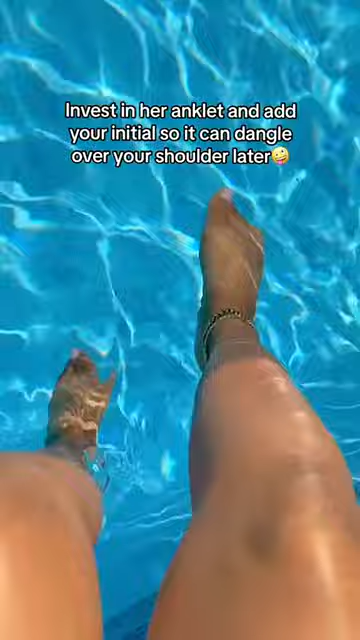 Invest in her anklet and add
your initial so it can dangle
over your shoulder later🤪